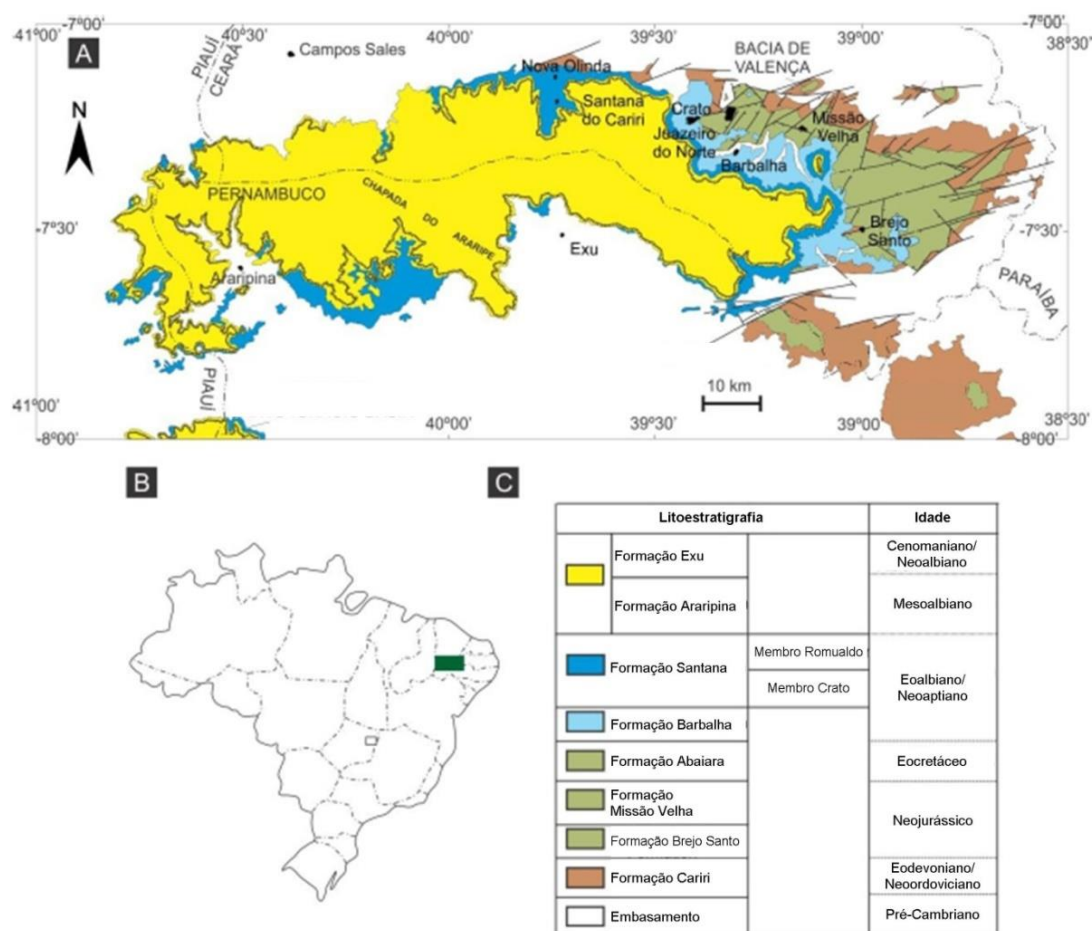 41°00' -7°00' 40°30' 40°00' 39°30' 39°00' -7°00' 38°30'
A
PIAUÍ
CEARÁ
Campos Sales
BACIA DE
VALENÇA
Nova Olinda
N
Santana
do Cariri
Crato
Juazeiro
do Norte
Missão
Velha
Barbalha
PERNAMBUCO
CHAPADA DO ARARIPE
-7°30'
-7°30'
Exu
Brejo
Santo
Araripina
PARAÍBA
PIAUÍ
10 km
41°00'
-8°00'
40°30'
40°00'
39°30'
39°00'
38°30'
-8°00'
B
C
Litoestratigrafia Idade
Formação Exu
Cenomaniano/
Neoalbiano
Formação Araripina
Mesoalbiano
Formação Santana
Membro Romualdo
Membro Crato
Eoalbiano/
Neoaptiano
Formação Barbalha
Formação Abaiara
Eocretáceo
Formação
Missão Velha
Neojurássico
Formação Brejo Santo
Formação Cariri
Eodevoniano/
Neoordoviciano
Embasamento
Pré-Cambriano